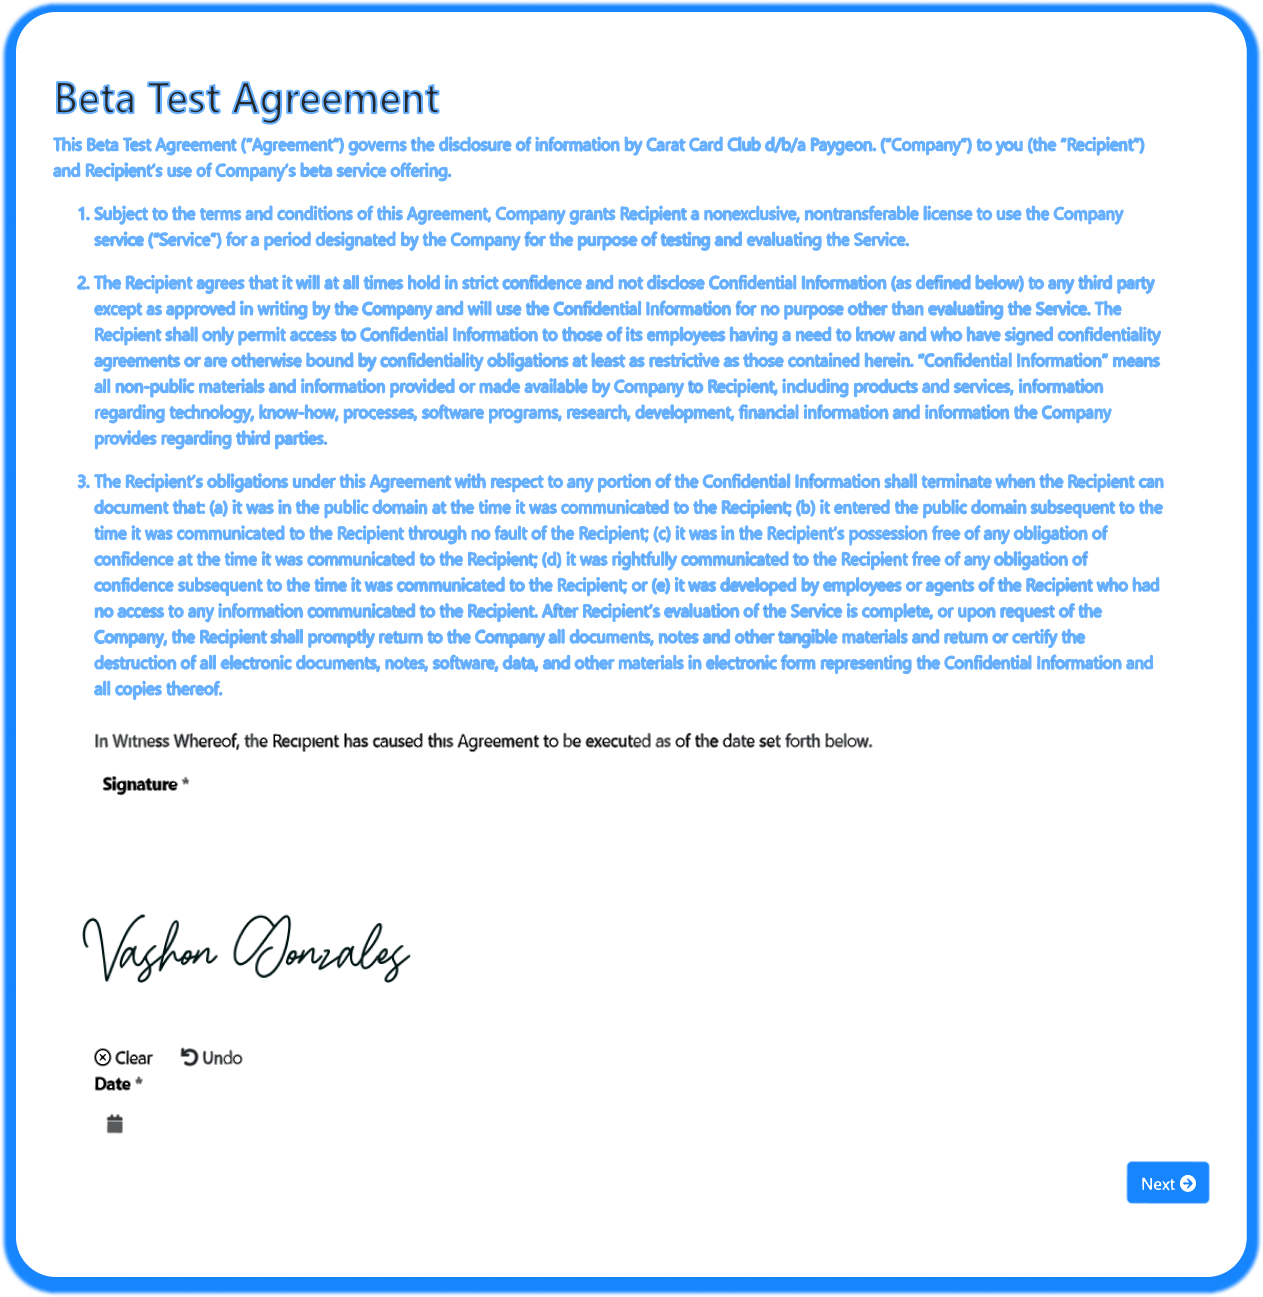 Beta Test Agreement
This Beta Test Agreement (“Agreement”) governs the disclosure of information by Carat Card Club d/b/a Paygeon. (“Company”) to you (the “Recipient”)
and Recipient’s use of Company’s beta service offering.
1. Subject to the terms and conditions of this Agreement, Company grants Recipient a nonexclusive, nontransferable license to use the Company
service (“Service”) for a period designated by the Company for the purpose of testing and evaluating the Service.
2. The Recipient agrees that it will at all times hold in strict confidence and not disclose Confidential Information (as defined below) to any third party
except as approved in writing by the Company and will use the Confidential Information for no purpose other than evaluating the Service. The
Recipient shall only permit access to Confidential Information to those of its employees having a need to know and who have signed confidentiality
agreements or are otherwise bound by confidentiality obligations at least as restrictive as those contained herein. “Confidential Information” means
all non-public materials and information provided or made available by Company to Recipient, including products and services, information
regarding technology, know-how, processes, software programs, research, development, financial information and information the Company
provides regarding third parties.
3. The Recipient’s obligations under this Agreement with respect to any portion of the Confidential Information shall terminate when the Recipient can
document that: (a) it was in the public domain at the time it was communicated to the Recipient; (b) it entered the public domain subsequent to the
time it was communicated to the Recipient through no fault of the Recipient; (c) it was in the Recipient’s possession free of any obligation of
confidence at the time it was communicated to the Recipient; (d) it was rightfully communicated to the Recipient free of any obligation of
confidence subsequent to the time it was communicated to the Recipient; or (e) it was developed by employees or agents of the Recipient who had
no access to any information communicated to the Recipient. After Recipient’s evaluation of the Service is complete, or upon request of the
Company, the Recipient shall promptly return to the Company all documents, notes and other tangible materials and return or certify the
destruction of all electronic documents, notes, software, data, and other materials in electronic form representing the Confidential Information and
all copies thereof.
In Witness Whereof, the Recipient has caused this Agreement to be executed as of the date set forth below.
Signature *
Vashon Gonzales
Clear Undo
Date *
Next